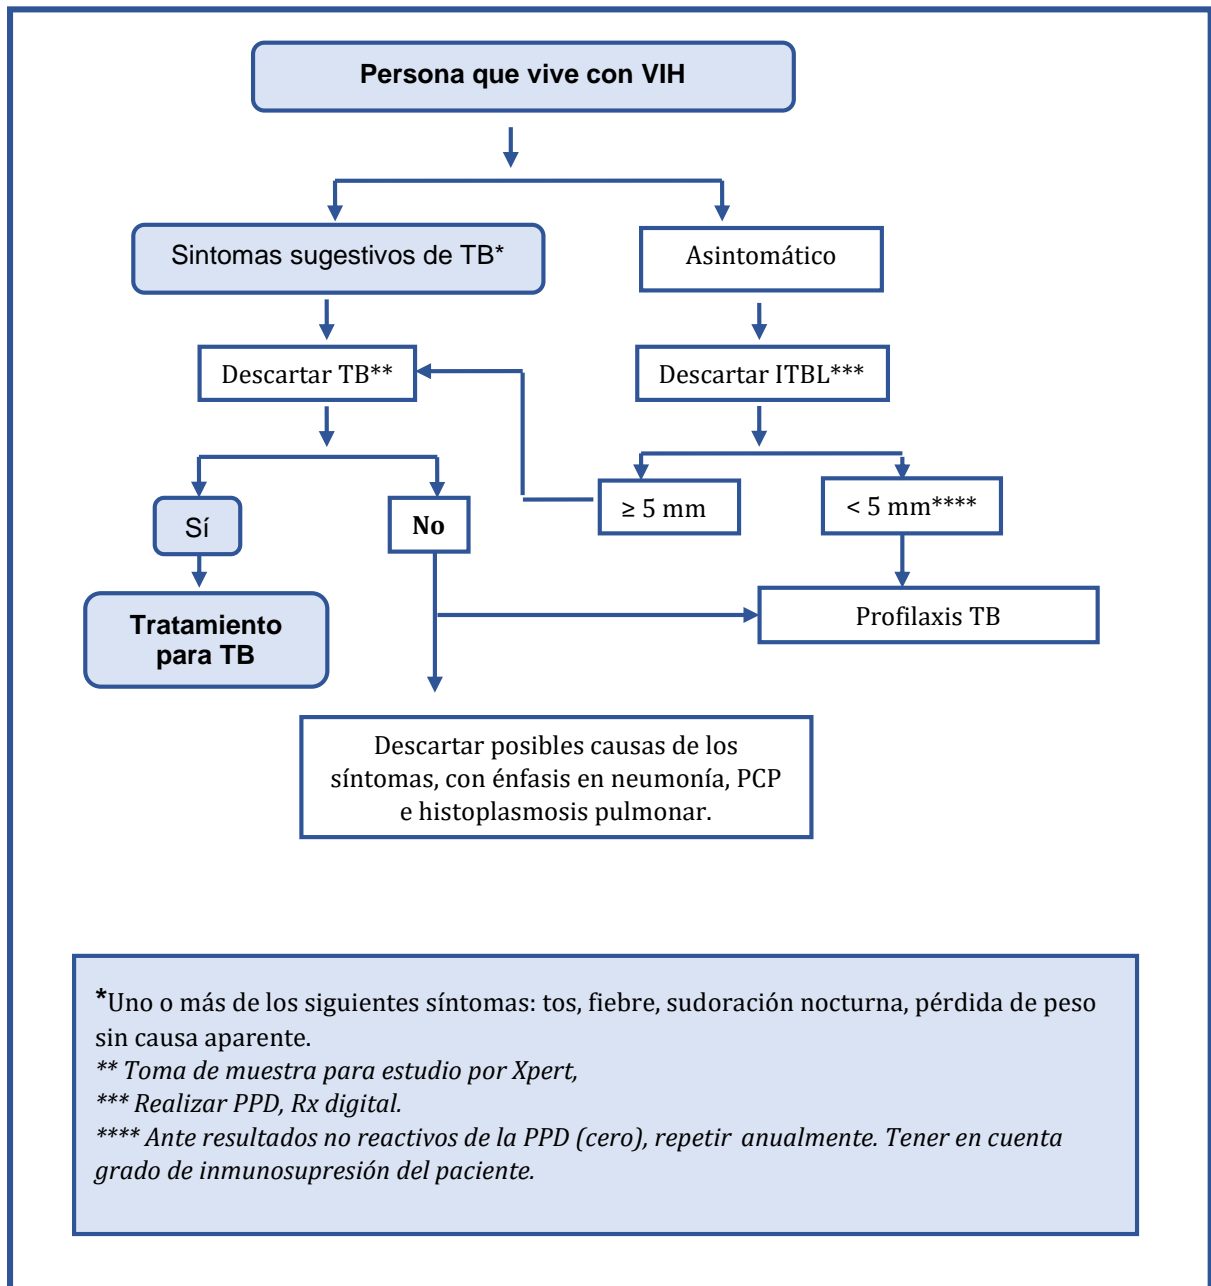 Persona que vive con VIH
Sintomas sugestivos de TB*
Asintomático
Descartar TB**
Descartar ITBL***
≥ 5 mm
< 5 mm****
Sí
No
Tratamiento
para TB
Profilaxis TB
Descartar posibles causas de los
síntomas, con énfasis en neumonía, PCP
e histoplasmosis pulmonar.
*Uno o más de los siguientes síntomas: tos, fiebre, sudoración nocturna, pérdida de peso
sin causa aparente.
** Toma de muestra para estudio por Xpert,
*** Realizar PPD, Rx digital.
**** Ante resultados no reactivos de la PPD (cero), repetir anualmente. Tener en cuenta
grado de inmunosupresión del paciente.